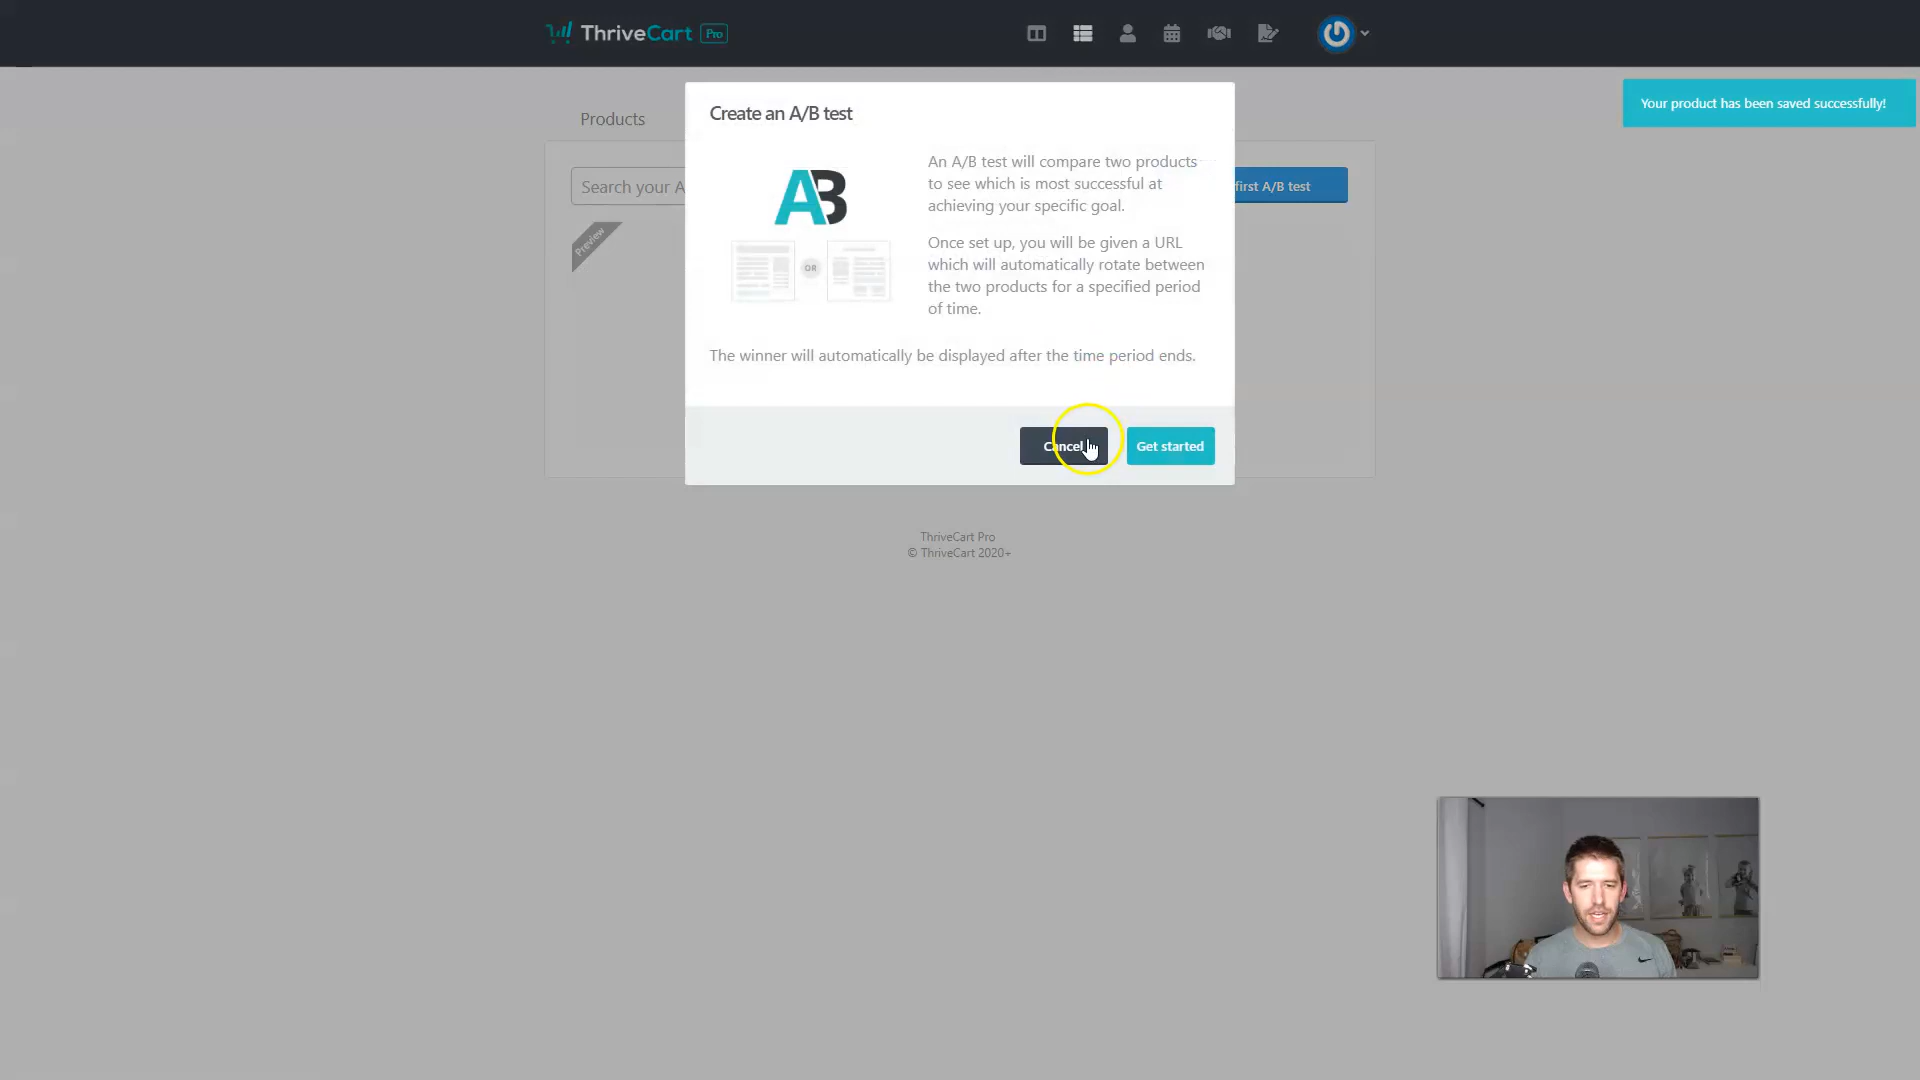 ThriveCart Pro
Your product has been saved successfully!
Create an A/B test
Products
An A/B test will compare two products
to see which is most successful at
achieving your specific goal.
Search your A
first A/B test
AB
Preview
Once set up, you will be given a URL
which will automatically rotate between
the two products for a specified period
of time.
OR
The winner will automatically be displayed after the time period ends.
Cancel
Get started
ThriveCart Pro
© ThriveCart 2020+